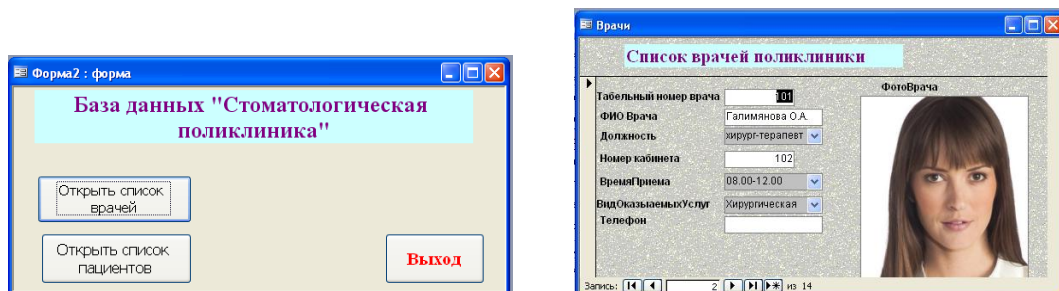 Форма2 : форма
База данных "Стоматологическая
поликлиника"
Открыть список
врачей
Открыть список
пациентов
Выход
Врачи
Список врачей поликлиники
Табельный номер врача 101
ФИО Врача Галимянова О.А.
Должность хирург-терапевт
Номер кабинета 102
ВремяПриема 08.00-12.00
ВидОказыаемыхУслуг Хирургическая
Телефон
ФотоВрача
Запись: 2 из 14